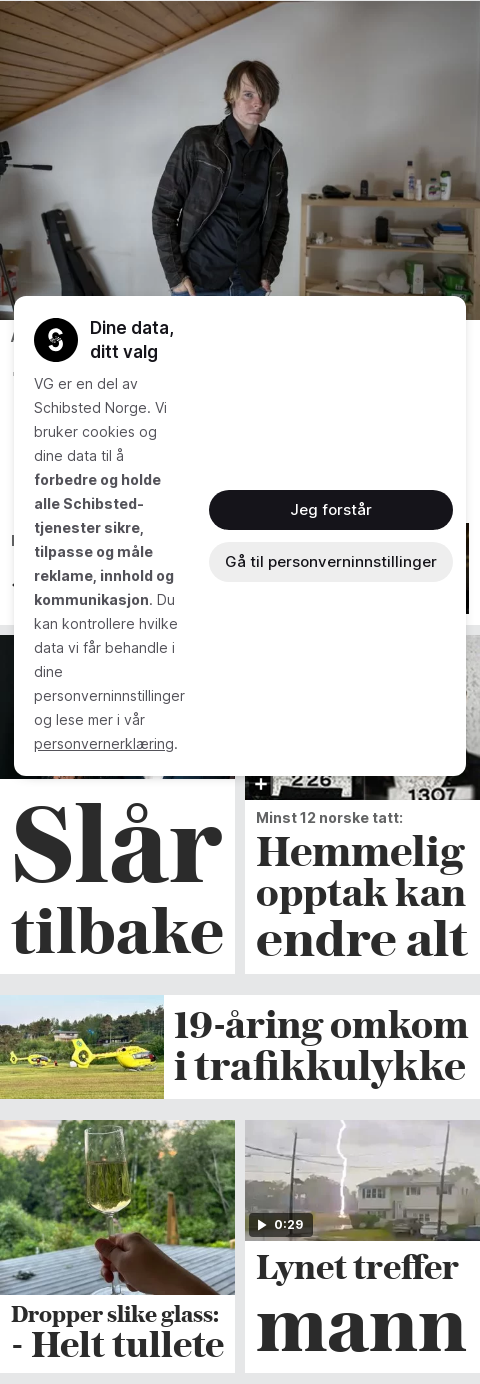 Dine data,
ditt valg
VG er en del av
Schibsted Norge. Vi
bruker cookies og
dine data til å
forbedre og holde
alle Schibsted-
tjenester sikre,
tilpasse og måle
reklame, innhold og
kommunikasjon. Du
kan kontrollere hvilke
data vi får behandle i
dine
personverninnstillinger
og lese mer i vår
personvernerklæring.
Jeg forstår
Gå til personverninnstillinger
226
1307
Slår
tilbake
Minst 12 norske tatt:
Hemmelig
opptak kan
endre alt
19-åring omkom
i trafikkulykke
Dropper slike glass:
- Helt tullete
0:29
Lynet treffer
mann